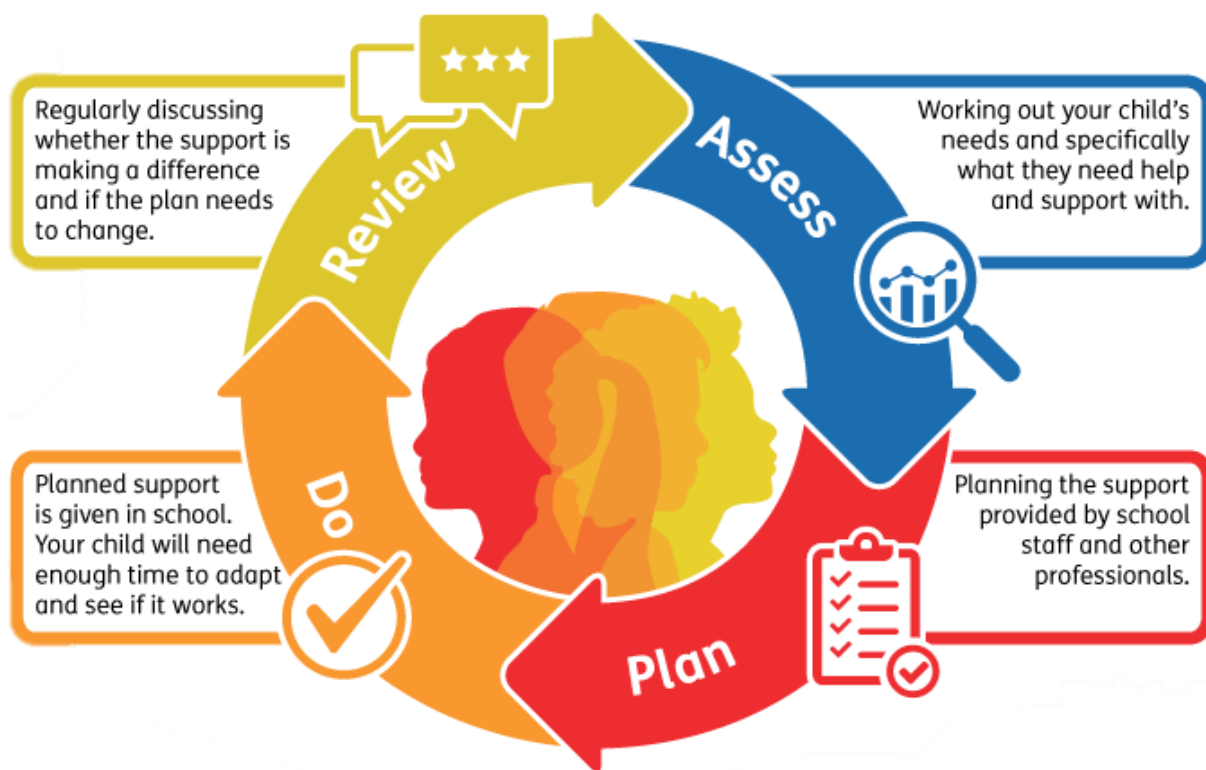 Review
Regularly discussing
whether the support is
making a difference
and if the plan needs
to change.
Assess
Working out your child’s
needs and specifically
what they need help
and support with.
Plan
Planning the support
provided by school
staff and other
professionals.
Do
Planned support
is given in school.
Your child will need
enough time to adapt
and see if it works.